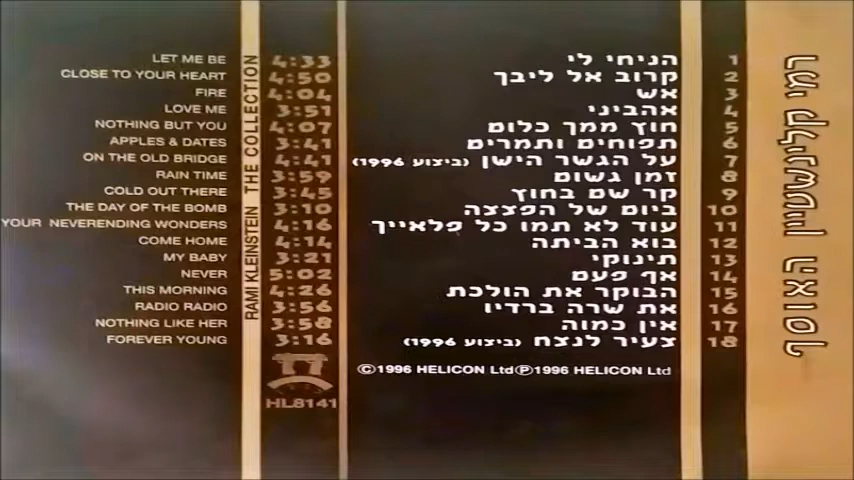 רמי קלינשטיין האוסף
1 הניחי לי 4:33 LET ME BE
2 קרוב אל ליבך 4:50 CLOSE TO YOUR HEART
3 אש 4:04 FIRE
4 אהביני 3:51 LOVE ME
5 חוץ ממך כלום 4:07 NOTHING BUT YOU
6 תפוחים ותמרים 3:41 APPLES & DATES
7 על הגשר הישן (ביצוע 1996) 4:41 ON THE OLD BRIDGE
8 זמן גשום 3:59 RAIN TIME
9 קר שם בחוץ 3:45 COLD OUT THERE
10 ביום של הפצצה 3:10 THE DAY OF THE BOMB
11 עוד לא תמו כל פלאייך 4:16 YOUR NEVERENDING WONDERS
12 בוא הביתה 4:14 COME HOME
13 תינוקי 3:21 MY BABY
14 אף פעם 5:02 NEVER
15 הבוקר את הולכת 4:26 THIS MORNING
16 את שרה ברדיו 3:56 RADIO RADIO
17 אין כמוה 3:58 NOTHING LIKE HER
18 צעיר לנצח (ביצוע 1996) 3:16 FOREVER YOUNG
RAMI KLEINSTEIN THE COLLECTION
©1996 HELICON Ltd℗1996 HELICON Ltd
HL8141